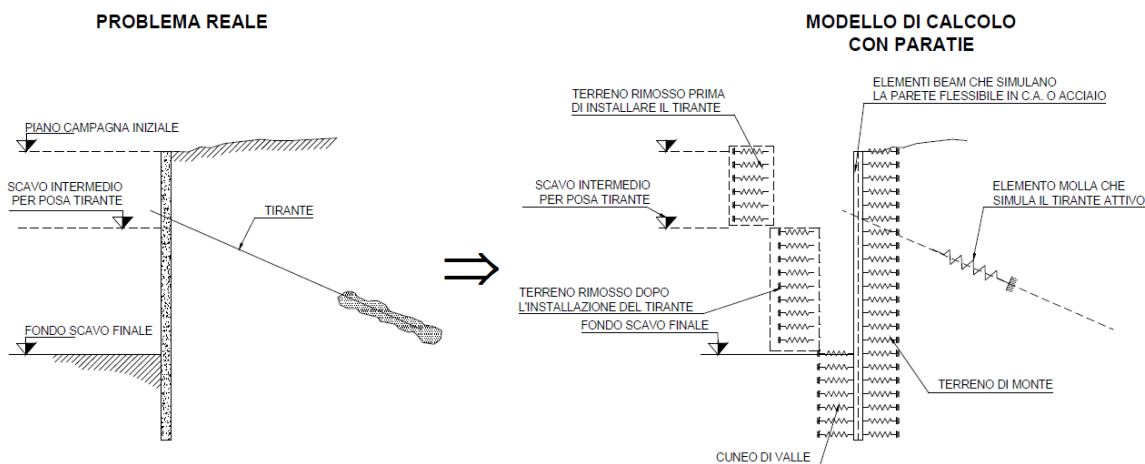 PROBLEMA REALE
PIANO CAMPAGNA INIZIALE
SCAVO INTERMEDIO
PER POSA TIRANTE
TIRANTE
FONDO SCAVO FINALE
MODELLO DI CALCOLO
CON PARATIE
TERRENO RIMOSSO PRIMA
DI INSTALLARE IL TIRANTE
ELEMENTI BEAM CHE SIMULANO
LA PARETE FLESSIBILE IN C.A. O ACCIAIO
SCAVO INTERMEDIO
PER POSA TIRANTE
ELEMENTO MOLLA CHE
SIMULA IL TIRANTE ATTIVO
TERRENO RIMOSSO DOPO
L'INSTALLAZIONE DEL TIRANTE
FONDO SCAVO FINALE
TERRENO DI MONTE
CUNEO DI VALLE